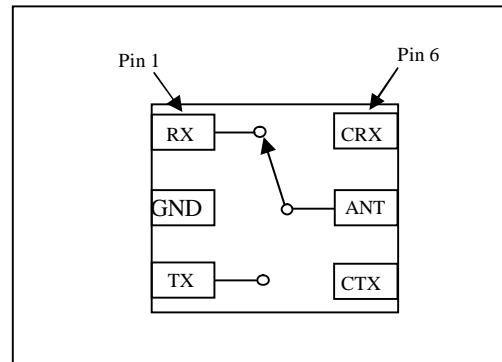 Pin 1 Pin 6
RX CRX
GND ANT
TX CTX